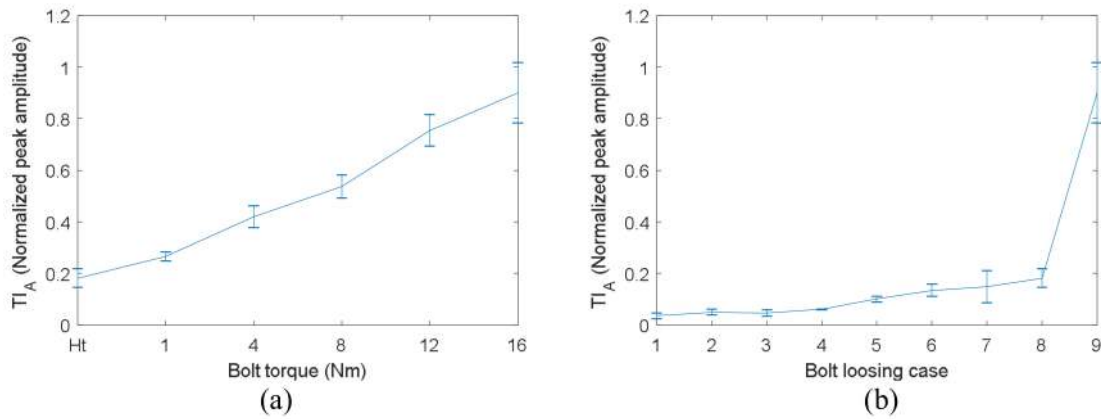 1.2
1
0.8
0.6
0.4
0.2
0
TI_A (Normalized peak amplitude)
Ht 1 4 8 12 16
Bolt torque (Nm)
(a)
1.2
1
0.8
0.6
0.4
0.2
0
TI_A (Normalized peak amplitude)
1 2 3 4 5 6 7 8 9
Bolt loosing case
(b)